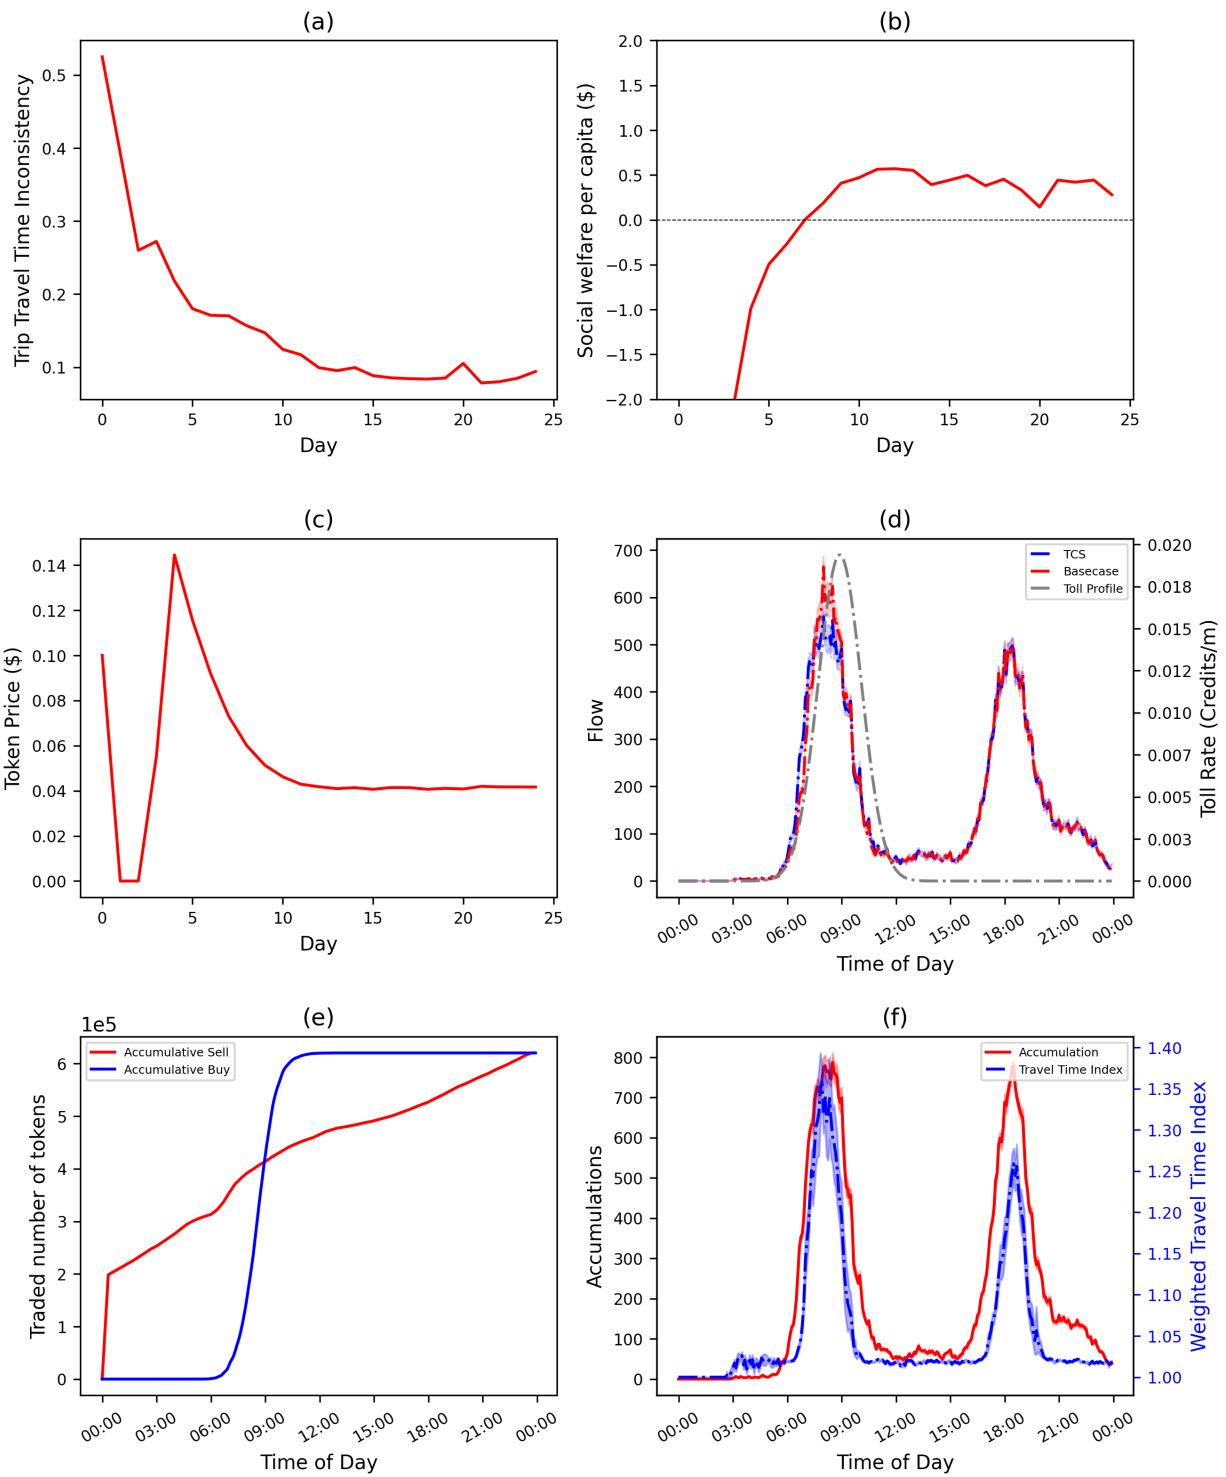 (a)
Trip Travel Time Inconsistency
0.5
0.4
0.3
0.2
0.1
0 5 10 15 20 25
Day
(b)
Social welfare per capita ($)
2.0
1.5
1.0
0.5
0.0
−0.5
−1.0
−1.5
−2.0
0 5 10 15 20 25
Day
(c)
Token Price ($)
0.14
0.12
0.10
0.08
0.06
0.04
0.02
0.00
0 5 10 15 20 25
Day
(d)
Flow
700
600
500
400
300
200
100
0
TCS
Basecase
Toll Profile
0.020
0.018
0.015
0.013
0.010
0.007
0.005
0.003
0.000
Toll Rate (Credits/m)
00:00 03:00 06:00 09:00 12:00 15:00 18:00 21:00 00:00
Time of Day
(e)
1e5
Traded number of tokens
6
5
4
3
2
1
0
Accumulative Sell
Accumulative Buy
00:00 03:00 06:00 09:00 12:00 15:00 18:00 21:00 00:00
Time of Day
(f)
Accumulations
800
700
600
500
400
300
200
100
0
Accumulation
Travel Time Index
1.40
1.35
1.30
1.25
1.20
1.15
1.10
1.05
1.00
Weighted Travel Time Index
00:00 03:00 06:00 09:00 12:00 15:00 18:00 21:00 00:00
Time of Day